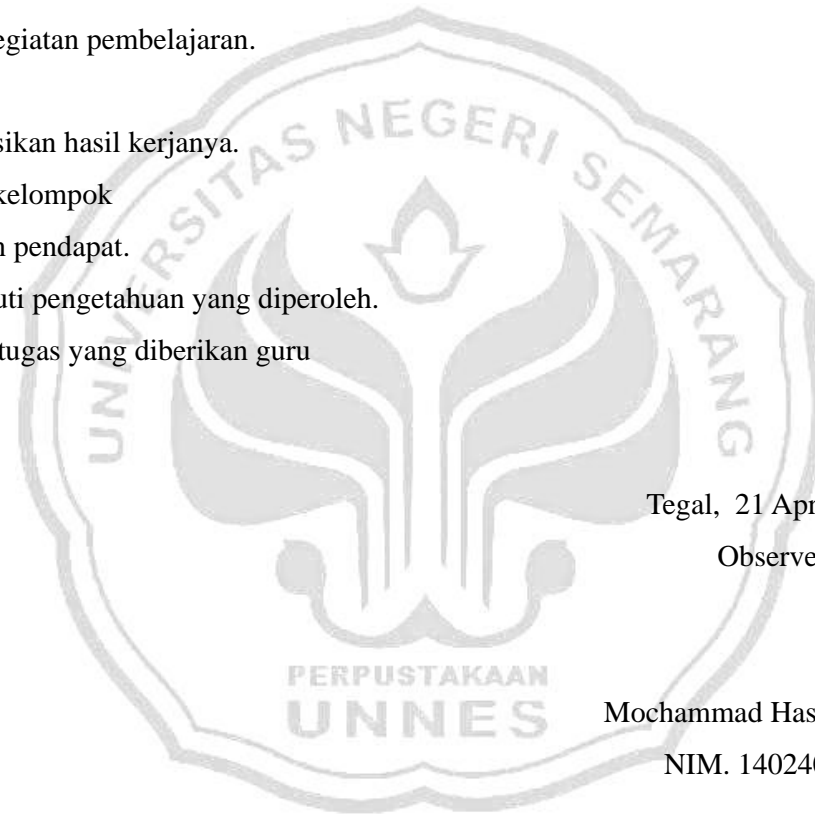 egiatan pembelajaran.
sikan hasil kerjanya.
kelompok
n pendapat.
uti pengetahuan yang diperoleh.
tugas yang diberikan guru
UNIVERSITAS NEGERI SEMARANG
Tegal, 21 Apr
Observe
PERPUSTAKAAN
UNNES
Mochammad Has
NIM. 140240